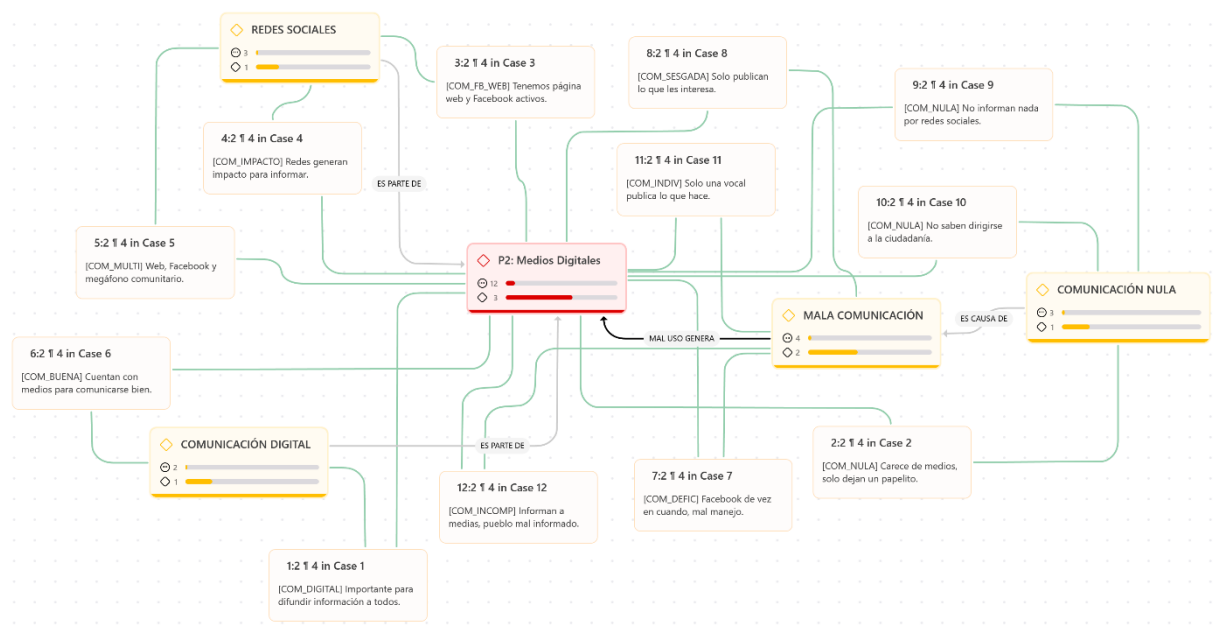 REDES SOCIALES
3
1
3:2 ¶ 4 in Case 3
[COM_FB_WEB] Tenemos página
web y Facebook activos.
8:2 ¶ 4 in Case 8
[COM_SESGADA] Solo publican
lo que les interesa.
9:2 ¶ 4 in Case 9
[COM_NULA] No informan nada
por redes sociales.
4:2 ¶ 4 in Case 4
[COM_IMPACTO] Redes generan
impacto para informar.
ES PARTE DE
11:2 ¶ 4 in Case 11
[COM_INDIV] Solo una vocal
publica lo que hace.
10:2 ¶ 4 in Case 10
[COM_NULA] No saben dirigirse
a la ciudadanía.
5:2 ¶ 4 in Case 5
[COM_MULTI] Web, Facebook y
megáfono comunitario.
P2: Medios Digitales
12
3
COMUNICACIÓN NULA
3
1
MALA COMUNICACIÓN
4
2
ES CAUSA DE
MAL USO GENERA
6:2 ¶ 4 in Case 6
[COM_BUENA] Cuentan con
medios para comunicarse bien.
COMUNICACIÓN DIGITAL
2
1
ES PARTE DE
2:2 ¶ 4 in Case 2
[COM_NULA] Carece de medios,
solo dejan un papelito.
12:2 ¶ 4 in Case 12
[COM_INCOMP] Informan a
medias, pueblo mal informado.
7:2 ¶ 4 in Case 7
[COM_DEFIC] Facebook de vez
en cuando, mal manejo.
1:2 ¶ 4 in Case 1
[COM_DIGITAL] Importante para
difundir información a todos.